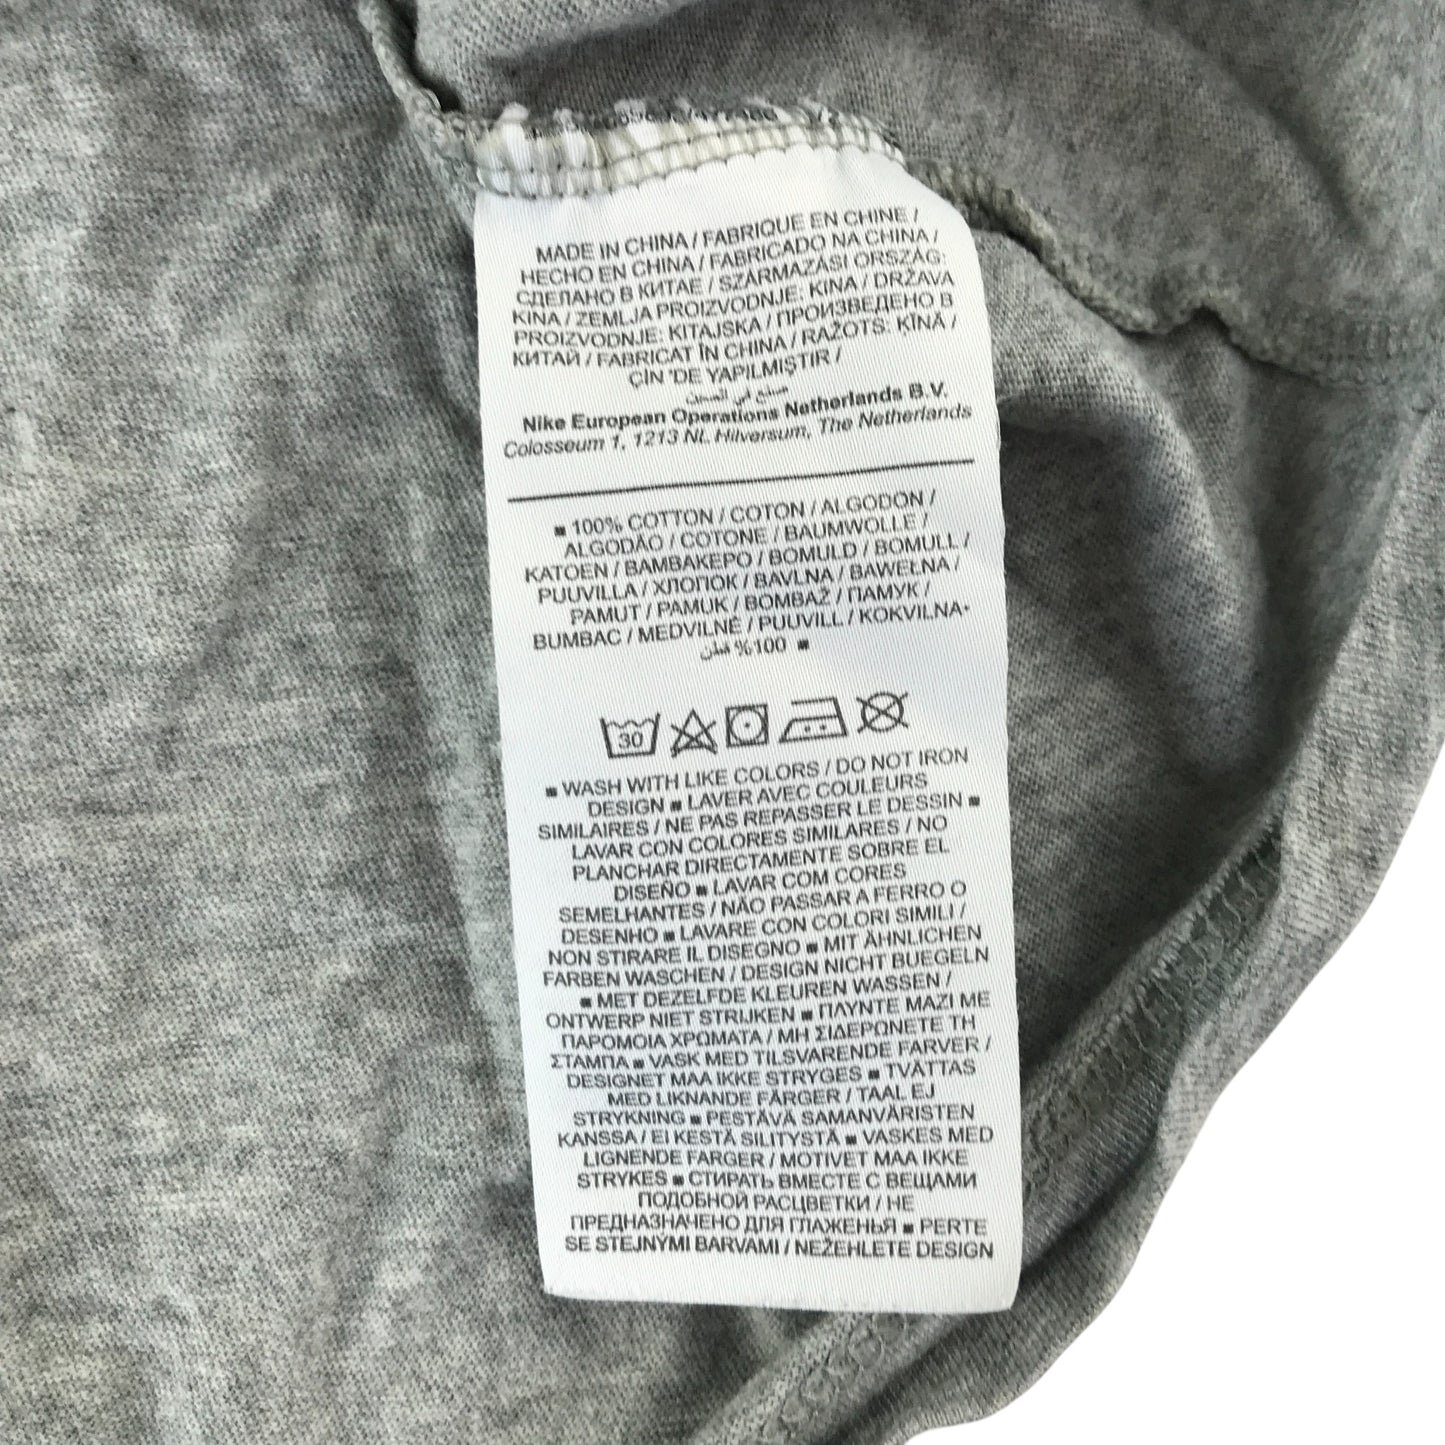 MADE IN CHINA / FABRIQUE EN CHINE /
HECHO EN CHINA / FABRICADO NA CHINA /
СДЕЛАНО В КИТАЕ / SZÁRMAZÁSI ORSZÁG:
KINA / ZEMLJA PROIZVODNJE: KINA / DRŽAVA
PROIZVODNJE: KITAJSKA / ПРОИЗВЕДЕНО В
КИТАЙ / FABRICAT ÎN CHINA / RAŽOTS: ĶĪNĀ /
ÇİN 'DE YAPILMIŞTIR /
صنع في الصين
Nike European Operations Netherlands B.V.
Colosseum 1, 1213 NL Hilversum, The Netherlands
■ 100% COTTON / COTON / ALGODON /
ALGODÃO / COTONE / BAUMWOLLE /
KATOEN / ΒΑΜΒΑΚΕΡΟ / BOMULD / BOMULL /
PUUVILLA / ХЛОПОК / BAVLNA / BAWEŁNA /
PAMUT / PAMUK / BOMBAŽ / ПАМУК /
BUMBAC / MEDVILNĖ / PUUVILL / KOKVILNA
100% قطن ■
30
■ WASH WITH LIKE COLORS / DO NOT IRON
DESIGN ■ LAVER AVEC COULEURS
SIMILAIRES / NE PAS REPASSER LE DESSIN ■
LAVAR CON COLORES SIMILARES / NO
PLANCHAR DIRECTAMENTE SOBRE EL
DISEÑO ■ LAVAR COM CORES
SEMELHANTES / NÃO PASSAR A FERRO O
DESENHO ■ LAVARE CON COLORI SIMILI /
NON STIRARE IL DISEGNO ■ MIT ÄHNLICHEN
FARBEN WASCHEN / DESIGN NICHT BUEGELN
■ MET DEZELFDE KLEUREN WASSEN /
ONTWERP NIET STRIJKEN ■ ΠΛΥΝΤΕ ΜΑΖΙ ΜΕ
ΠΑΡΟΜΟΙΑ ΧΡΩΜΑΤΑ / ΜΗ ΣΙΔΕΡΩΝΕΤΕ ΤΗ
ΣΤΑΜΠΑ ■ VASK MED TILSVARENDE FARVER /
DESIGNET MAA IKKE STRYGES ■ TVÄTTAS
MED LIKNANDE FÄRGER / TAAL EJ
STRYKNING ■ PESTÄVÄ SAMANVÄRISTEN
KANSSA / EI KESTÄ SILITYSTÄ ■ VASKES MED
LIGNENDE FARGER / MOTIVET MAA IKKE
STRYKES ■ СТИРАТЬ ВМЕСТЕ С ВЕЩАМИ
ПОДОБНОЙ РАСЦВЕТКИ / НЕ
ПРЕДНАЗНАЧЕНО ДЛЯ ГЛАЖЕНЬЯ ■ PERTE
SE STEJNYMI BARVAMI / NEŽEHLETE DESIGN